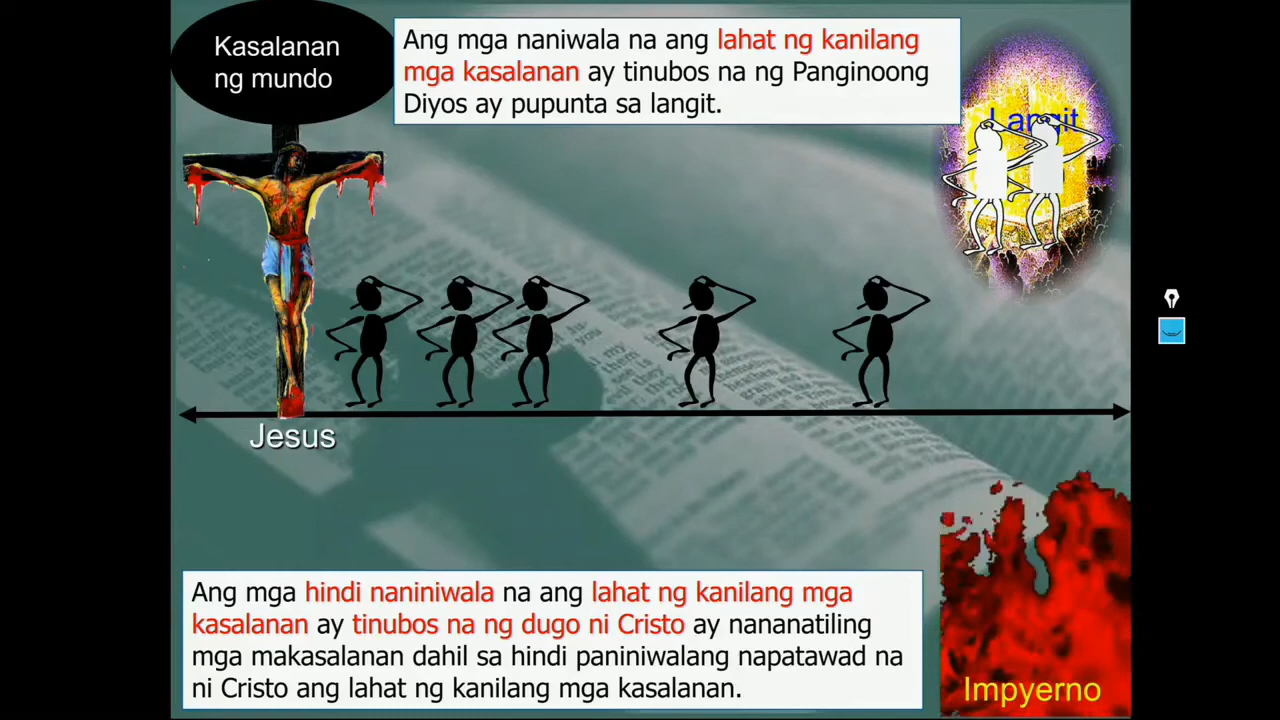 Kasalanan
ng mundo
Ang mga naniwala na ang lahat ng kanilang
mga kasalanan ay tinubos na ng Panginoong
Diyos ay pupunta sa langit.
Langit
Jesus
Ang mga hindi naniniwala na ang lahat ng kanilang mga
kasalanan ay tinubos na ng dugo ni Cristo ay nananatiling
mga makasalanan dahil sa hindi paniniwalang napatawad na
ni Cristo ang lahat ng kanilang mga kasalanan.
Impyerno